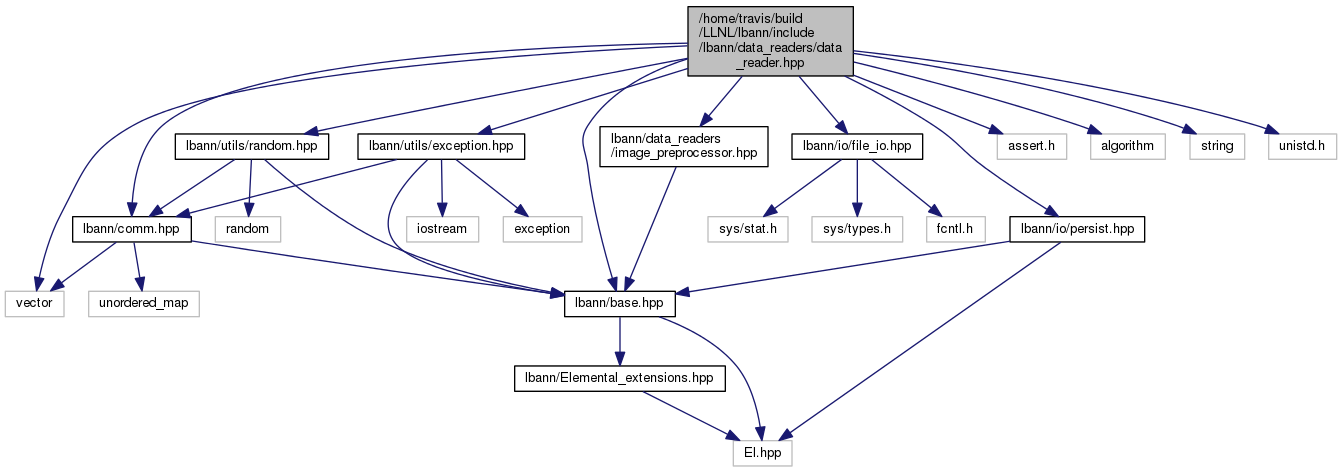 /home/travis/build
/LLNL/lbann/include
/lbann/data_readers/data
_reader.hpp
lbann/utils/random.hpp
lbann/utils/exception.hpp
lbann/data_readers
/image_preprocessor.hpp
lbann/io/file_io.hpp
assert.h
algorithm
string
unistd.h
lbann/comm.hpp
random
iostream
exception
sys/stat.h
sys/types.h
fcntl.h
lbann/io/persist.hpp
vector
unordered_map
lbann/base.hpp
lbann/Elemental_extensions.hpp
El.hpp